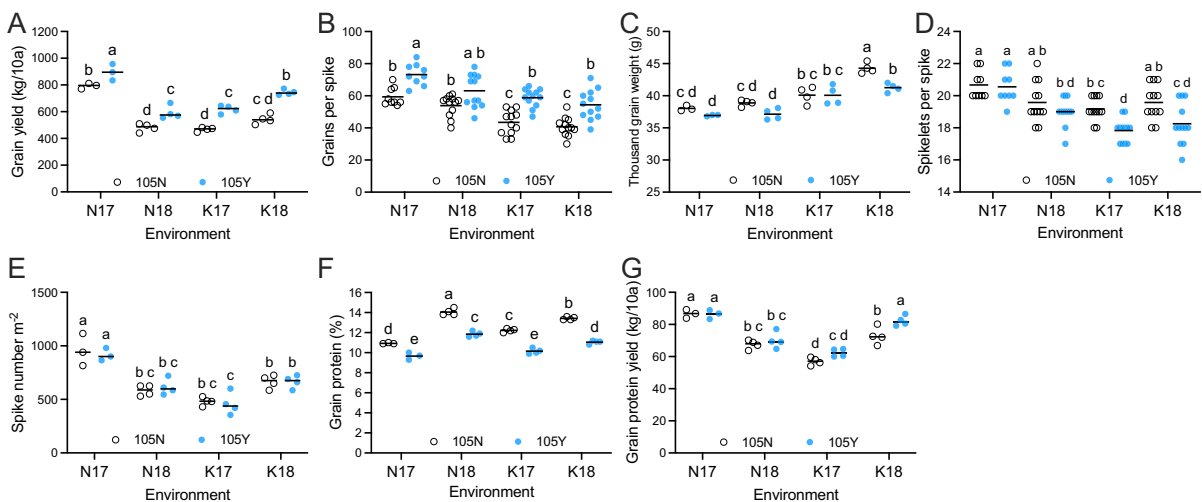 A
Grain yield (kg/10a)
1200
1000
800
600
400
200
0
b a d c d c c d b
105N 105Y
N17 N18 K17 K18
Environment
B
Grains per spike
100
80
60
40
20
0
b a b a b c b c b
105N 105Y
N17 N18 K17 K18
Environment
C
Thousand grain weight (g)
45
40
35
30
25
c d d c d d b c b c a b
105N 105Y
N17 N18 K17 K18
Environment
D
Spikelets per spike
24
22
20
18
16
14
a a a b b d b c d a b c d
105N 105Y
N17 N18 K17 K18
Environment
E
Spike number m⁻²
1500
1000
500
0
a a b c b c b c c b b
105N 105Y
N17 N18 K17 K18
Environment
F
Grain protein (%)
16
14
12
10
8
6
4
2
0
d e a c c e b d
105N 105Y
N17 N18 K17 K18
Environment
G
Grain protein yield (kg/10a)
100
80
60
40
20
0
a a b c b c d c d b a
105N 105Y
N17 N18 K17 K18
Environment